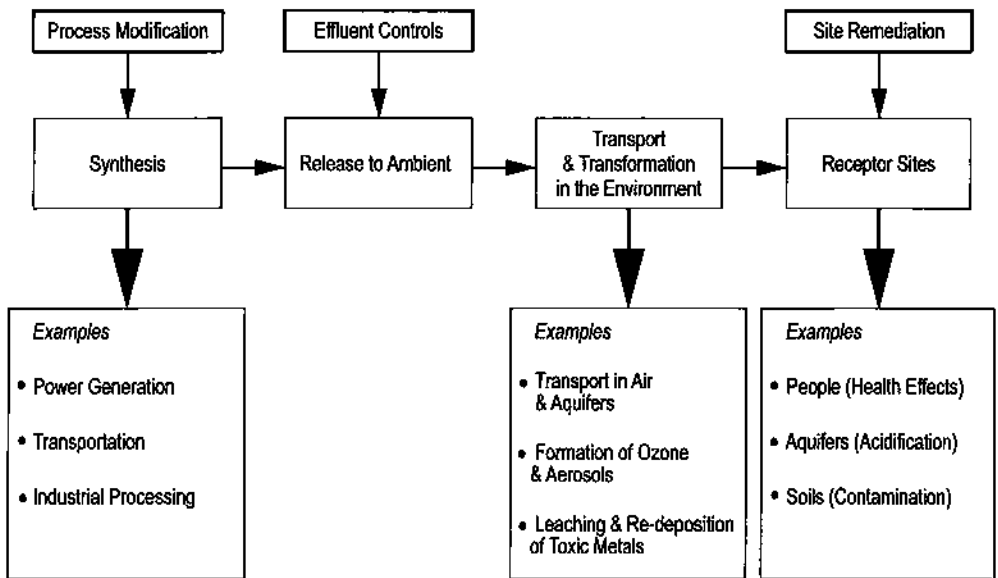 Process Modification
Effluent Controls
Site Remediation
Synthesis
Release to Ambient
Transport
& Transformation
in the Environment
Receptor Sites
Examples
• Power Generation
• Transportation
• Industrial Processing
Examples
• Transport in Air
& Aquifers
• Formation of Ozone
& Aerosols
• Leaching & Re-deposition
of Toxic Metals
Examples
• People (Health Effects)
• Aquifers (Acidification)
• Soils (Contamination)